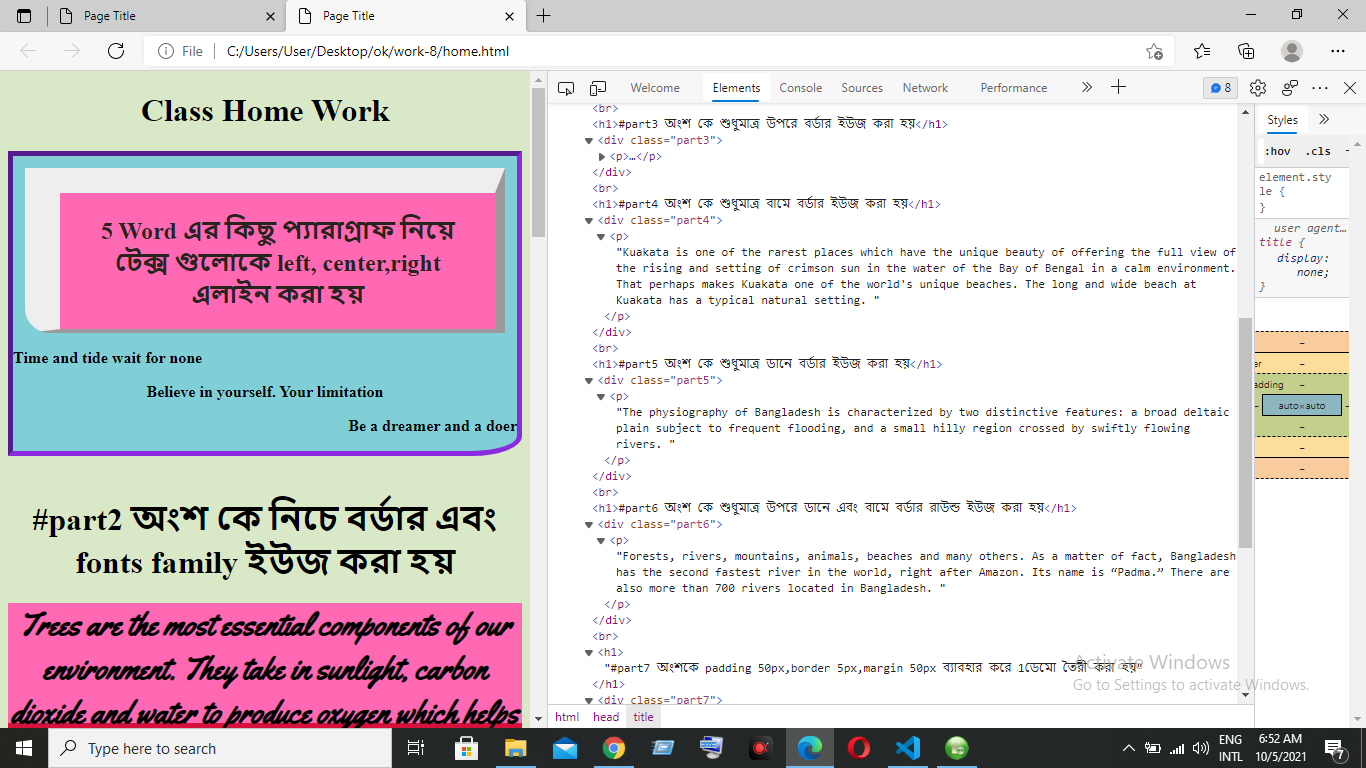 Page Title
Page Title
File
C:/Users/User/Desktop/ok/work-8/home.html
Class Home Work
5 Word এর কিছু প্যারাগ্রাফ নিয়ে
টেক্স গুলোকে left, center,right
এলাইন করা হয়
Time and tide wait for none
Believe in yourself. Your limitation
Be a dreamer and a doer
#part2 অংশ কে নিচে বর্ডার এবং
fonts family ইউজ করা হয়
Trees are the most essential components of our
environment. They take in sunlight, carbon
dioxide and water to produce oxygen which helps
Welcome
Elements
Console
Sources
Network
Performance
8
<br>
<h1>#part3 অংশ কে শুধুমাত্র উপরে বর্ডার ইউজ করা হয়</h1>
<div class="part3">
<p>…</p>
</div>
<br>
<h1>#part4 অংশ কে শুধুমাত্র বামে বর্ডার ইউজ করা হয়</h1>
<div class="part4">
<p>
"Kuakata is one of the rarest places which have the unique beauty of offering the full view of
the rising and setting of crimson sun in the water of the Bay of Bengal in a calm environment.
That perhaps makes Kuakata one of the world's unique beaches. The long and wide beach at
Kuakata has a typical natural setting. "
</p>
</div>
<br>
<h1>#part5 অংশ কে শুধুমাত্র ডানে বর্ডার ইউজ করা হয়</h1>
<div class="part5">
<p>
"The physiography of Bangladesh is characterized by two distinctive features: a broad deltaic
plain subject to frequent flooding, and a small hilly region crossed by swiftly flowing
rivers. "
</p>
</div>
<br>
<h1>#part6 অংশ কে শুধুমাত্র উপরে ডানে এবং বামে বর্ডার রাউন্ড ইউজ করা হয়</h1>
<div class="part6">
<p>
"Forests, rivers, mountains, animals, beaches and many others. As a matter of fact, Bangladesh
has the second fastest river in the world, right after Amazon. Its name is “Padma.” There are
also more than 700 rivers located in Bangladesh. "
</p>
</div>
<br>
<h1>
"#part7 অংশকে padding 50px,border 5px,margin 50px ব্যাবহার করে 1ডেমো তৈরী করা হয়"
</h1>
<div class="part7">
html head title
Styles
:hov .cls
element.sty
le {
}
user agent…
title {
display:
none;
}
–
er –
adding –
– auto×auto –
–
–
–
Activate Windows
Go to Settings to activate Windows.
Type here to search
ENG
INTL
6:52 AM
10/5/2021
7